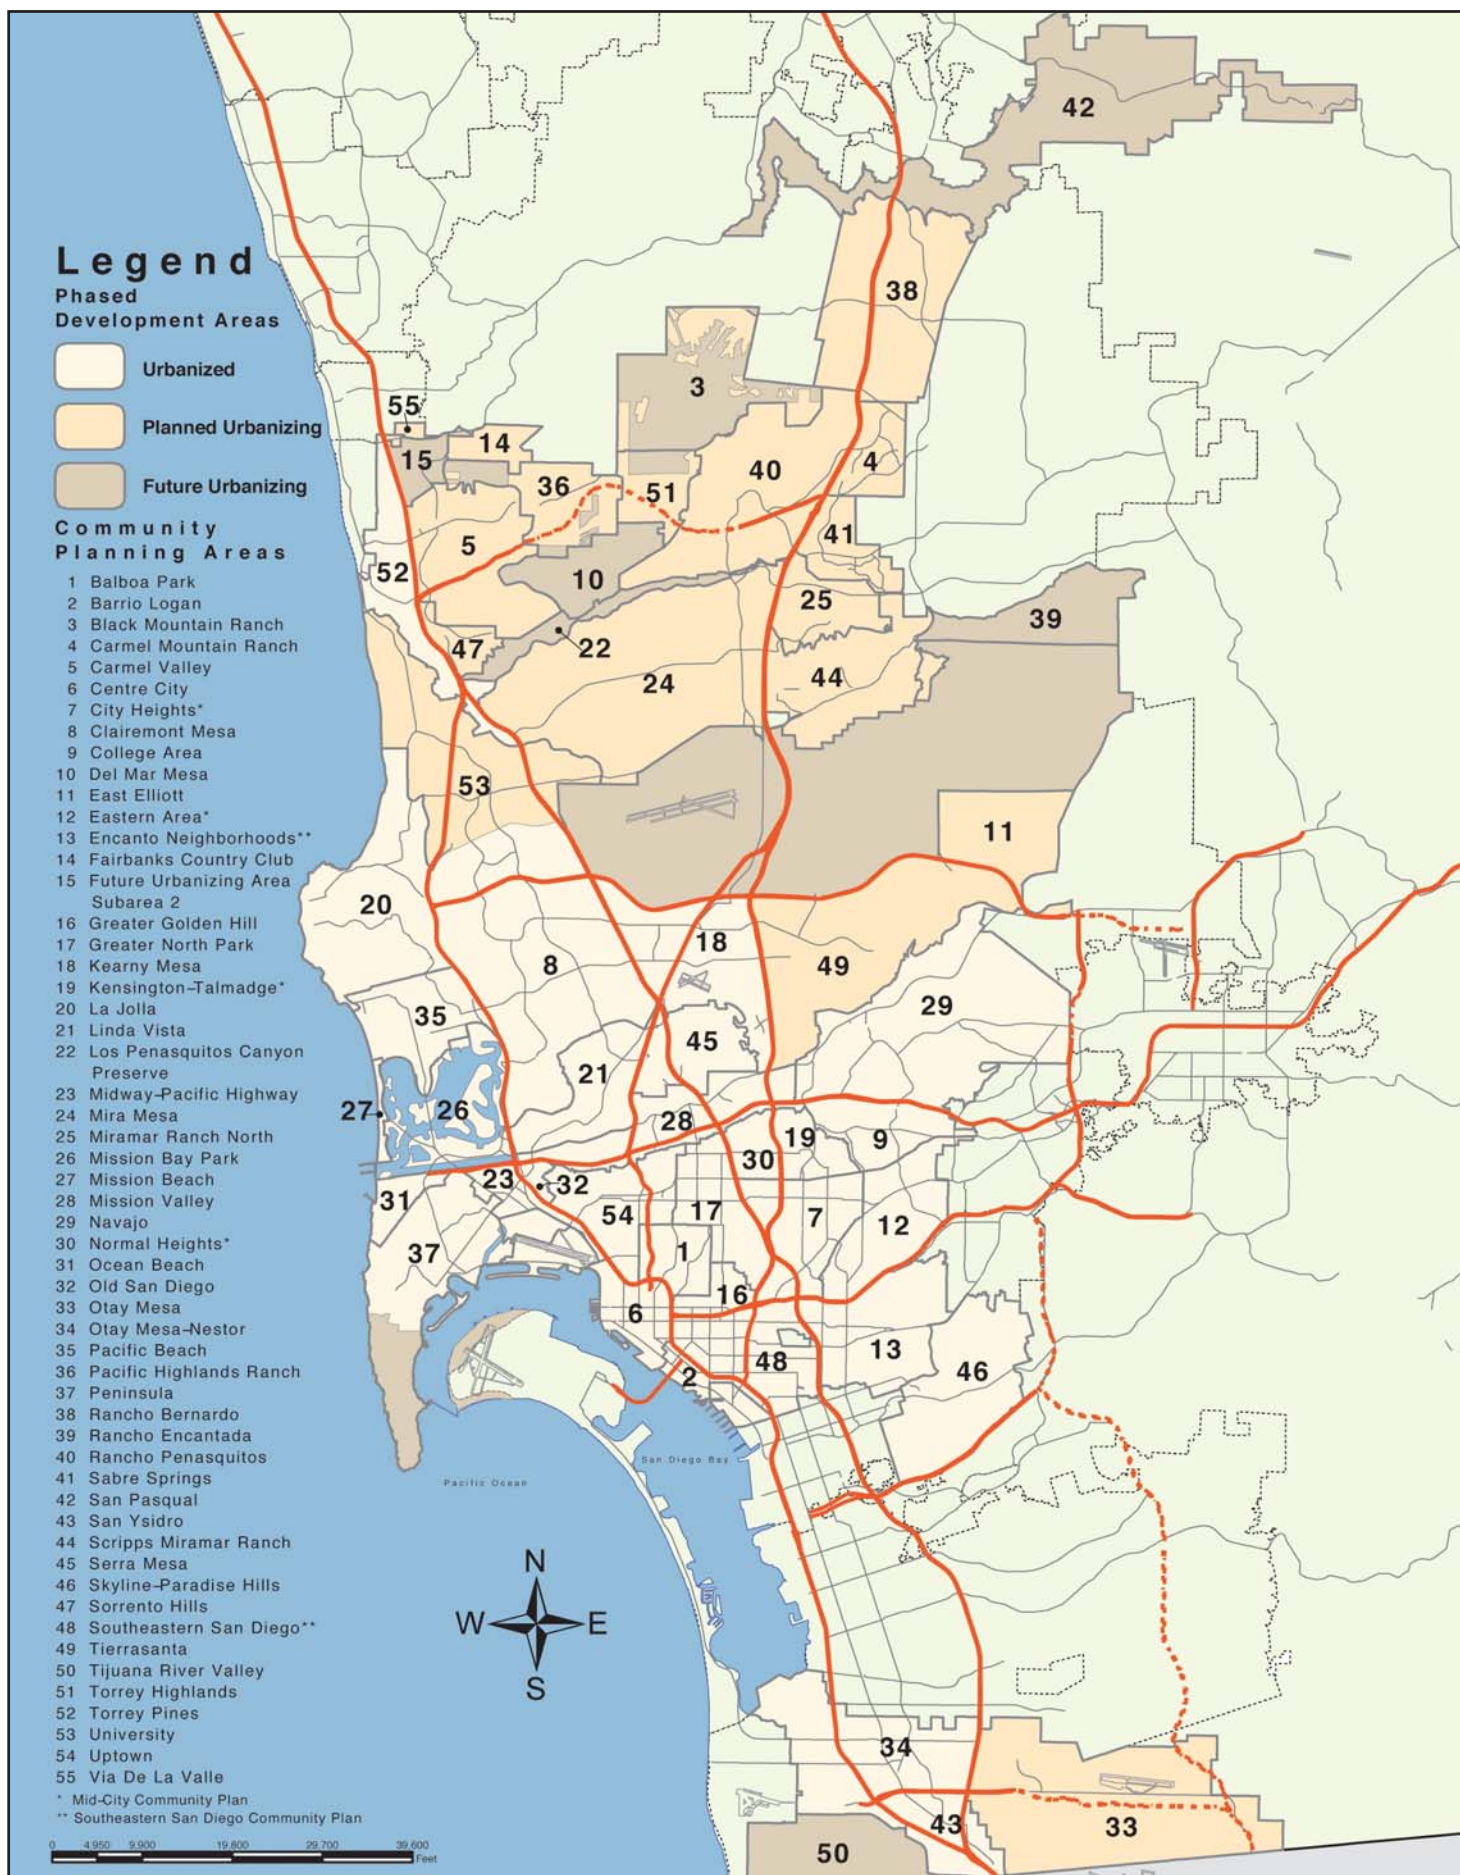 Legend
Phased
Development Areas
Urbanized
Planned Urbanizing
Future Urbanizing
Community
Planning Areas
1 Balboa Park
2 Barrio Logan
3 Black Mountain Ranch
4 Carmel Mountain Ranch
5 Carmel Valley
6 Centre City
7 City Heights*
8 Clairemont Mesa
9 College Area
10 Del Mar Mesa
11 East Elliott
12 Eastern Area*
13 Encanto Neighborhoods**
14 Fairbanks Country Club
15 Future Urbanizing Area
Subarea 2
16 Greater Golden Hill
17 Greater North Park
18 Kearny Mesa
19 Kensington-Talmadge*
20 La Jolla
21 Linda Vista
22 Los Penasquitos Canyon
Preserve
23 Midway-Pacific Highway
24 Mira Mesa
25 Miramar Ranch North
26 Mission Bay Park
27 Mission Beach
28 Mission Valley
29 Navajo
30 Normal Heights*
31 Ocean Beach
32 Old San Diego
33 Otay Mesa
34 Otay Mesa-Nestor
35 Pacific Beach
36 Pacific Highlands Ranch
37 Peninsula
38 Rancho Bernardo
39 Rancho Encantada
40 Rancho Penasquitos
41 Sabre Springs
42 San Pasqual
43 San Ysidro
44 Scripps Miramar Ranch
45 Serra Mesa
46 Skyline-Paradise Hills
47 Sorrento Hills
48 Southeastern San Diego**
49 Tierrasanta
50 Tijuana River Valley
51 Torrey Highlands
52 Torrey Pines
53 University
54 Uptown
55 Via De La Valle
* Mid-City Community Plan
** Southeastern San Diego Community Plan
0 4,950 9,900 19,800 29,700 39,600
Feet
42
38
3
55
14
15
40
4
36
51
41
5
52
10
25
39
22
47
44
24
53
11
20
18
8
49
29
35
45
21
27
26
28
19
9
30
23
32
31
54
17
7
12
37
1
16
6
13
48
46
2
San Diego Bay
Pacific Ocean
N
W E
S
34
43
33
50